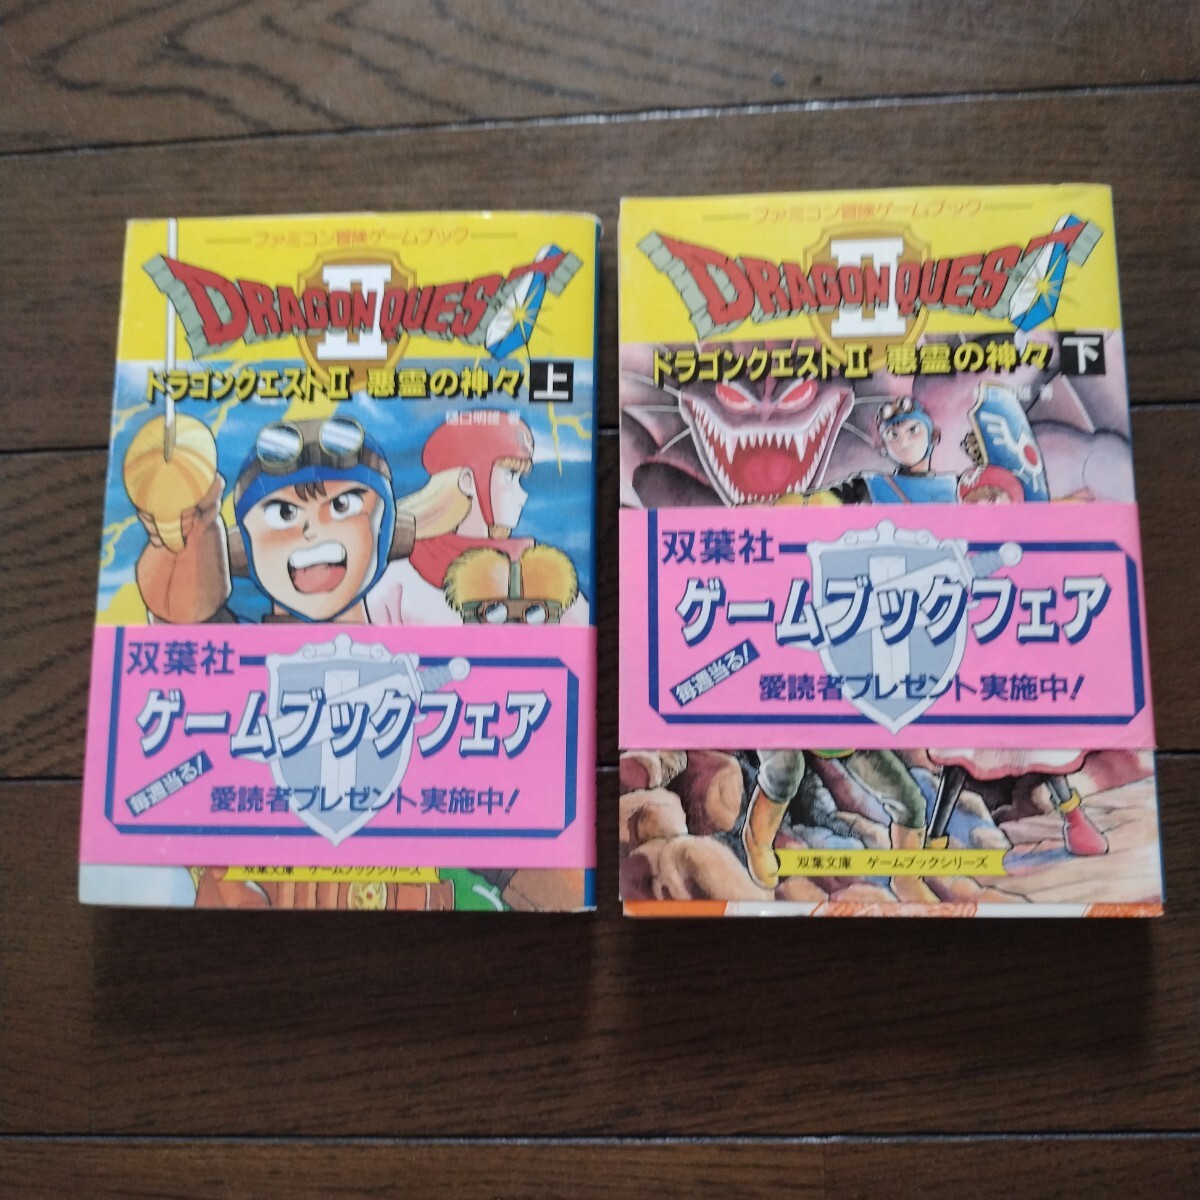 ファミコン冒険ゲームブック
DRAGON QUEST
II
ドラゴンクエストII 悪霊の神々 上
樋口明雄 著
双葉社
ゲームブックフェア
毎週当る!
愛読者プレゼント実施中!
双葉文庫 ゲームブックシリーズ
ファミコン冒険ゲームブック
DRAGON QUEST
II
ドラゴンクエストII 悪霊の神々 下
双葉社
ゲームブックフェア
毎週当る!
愛読者プレゼント実施中!
双葉文庫 ゲームブックシリーズ